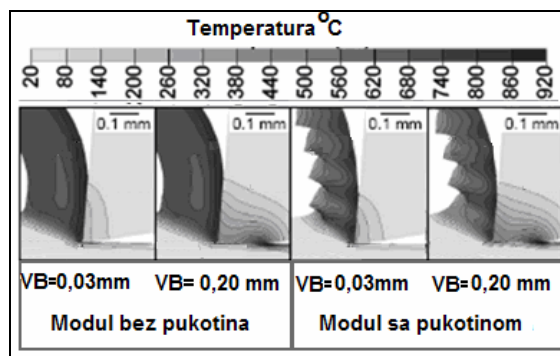 Temperatura °C
20 80 140 200 260 320 380 440 500 560 620 680 740 800 860 920
0.1 mm 0.1 mm 0.1 mm 0.1 mm
VB=0,03mm VB= 0,20 mm VB=0,03mm VB= 0,20 mm
Modul bez pukotina Modul sa pukotinom